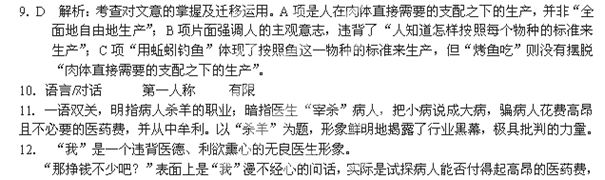 9. D  解析：考查对文意的掌握及迁移运用。A 项是人在肉体直接需要的支配之下的生产，并非“全
面地自由地生产”；B 项片面强调人的主观意志，违背了“人知道怎样按照每个物种的标准来
生产”；C 项“用蚯蚓钓鱼”体现了按照鱼这一物种的标准来生产，但“烤鱼吃”则没有摆脱
“肉体直接需要的支配之下的生产”。
10. 语言/对话  第一人称  有限
11. 一语双关，明指病人杀羊的职业；暗指医生“宰杀”病人，把小病说成大病，骗病人花费高昂
且不必要的医药费，并从中牟利。以“杀羊”为题，形象鲜明地揭露了行业黑幕，极具批判的力量。
12. “我”是一个违背医德、利欲熏心的无良医生形象。
“那挣钱不少吧？”表面上是“我”漫不经心的问话，实际是试探病人能否付得起高昂的医药费，